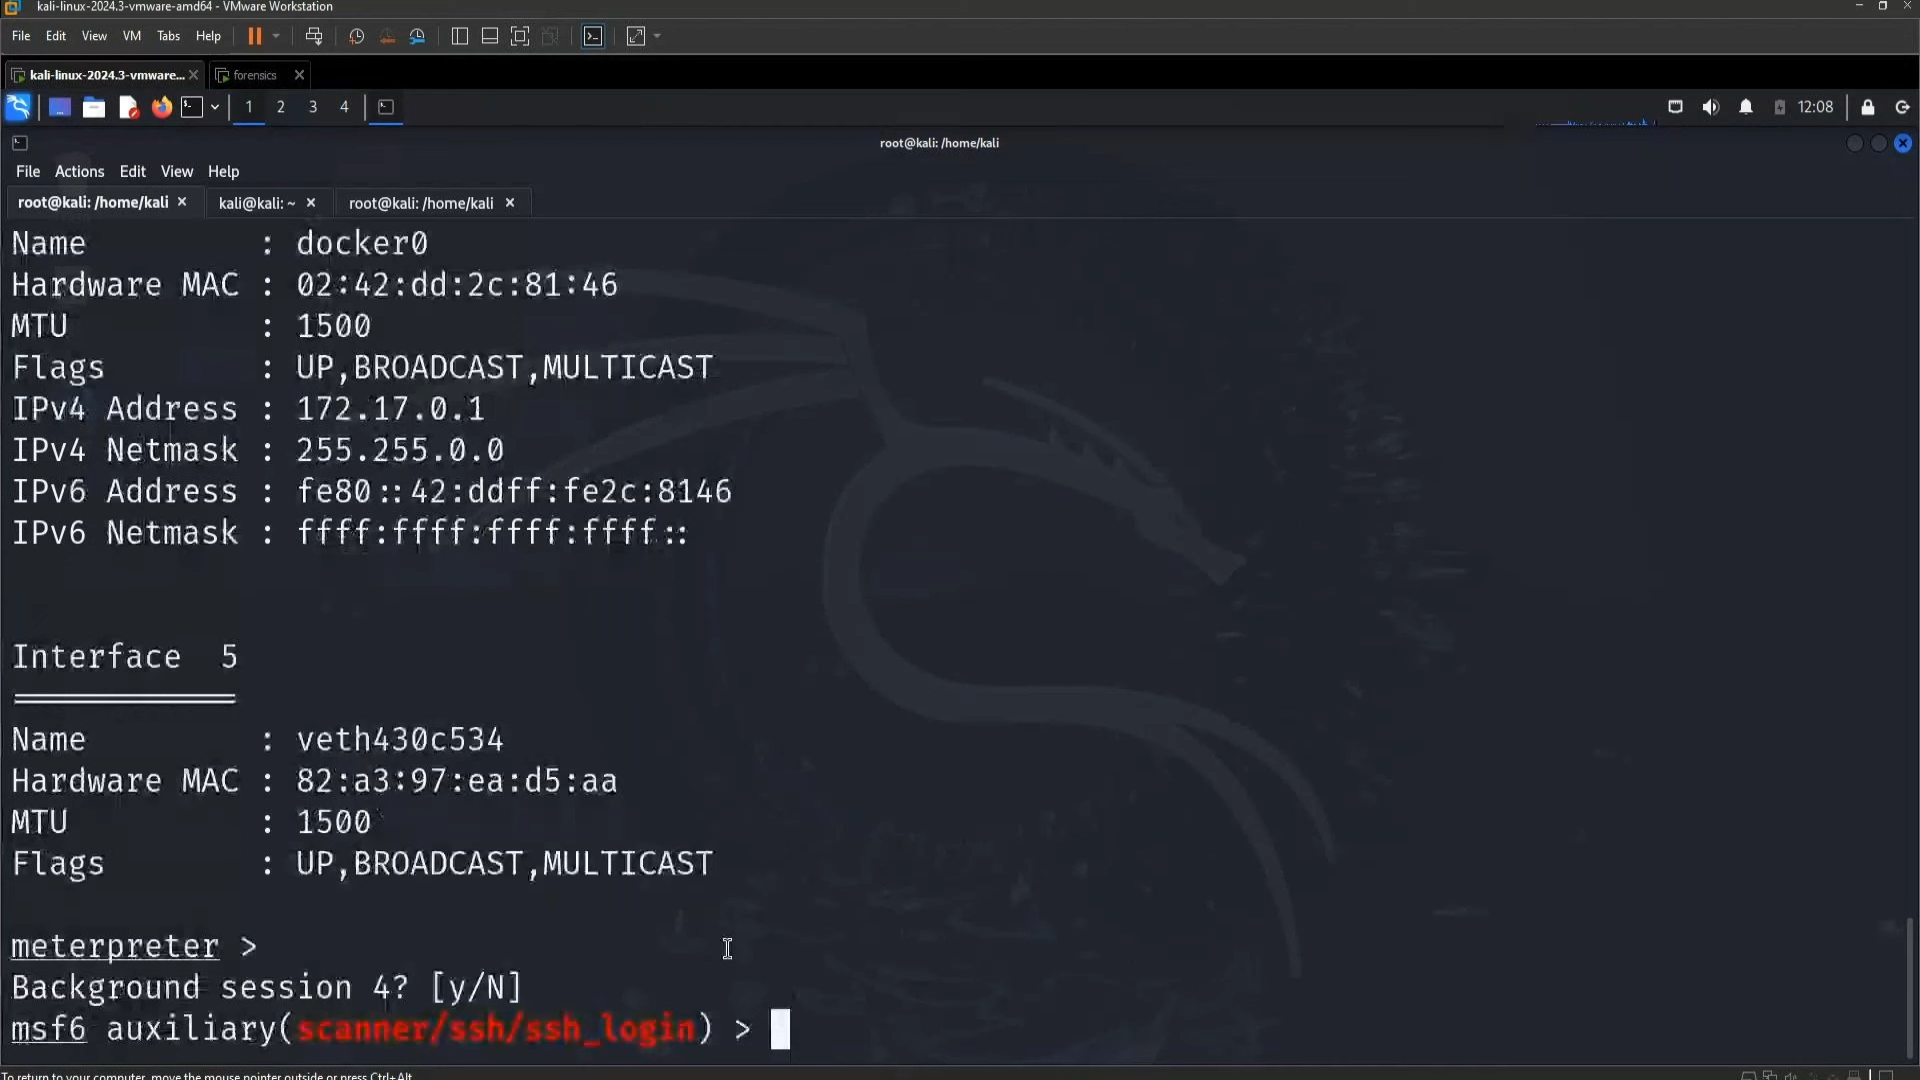 kali-linux-2024.3-vmware-amd64 - VMware Workstation
File Edit View VM Tabs Help
kali-linux-2024.3-vmware... forensics
1 2 3 4 12:08
root@kali: /home/kali
File Actions Edit View Help
root@kali: /home/kali kali@kali: ~ root@kali: /home/kali
Name : docker0
Hardware MAC : 02:42:dd:2c:81:46
MTU : 1500
Flags : UP,BROADCAST,MULTICAST
IPv4 Address : 172.17.0.1
IPv4 Netmask : 255.255.0.0
IPv6 Address : fe80::42:ddff:fe2c:8146
IPv6 Netmask : ffff:ffff:ffff:ffff::
Interface 5
Name : veth430c534
Hardware MAC : 82:a3:97:ea:d5:aa
MTU : 1500
Flags : UP,BROADCAST,MULTICAST
meterpreter >
Background session 4? [y/N]
msf6 auxiliary(scanner/ssh/ssh_login) >
To return to your computer, move the mouse pointer outside or press Ctrl+Alt.